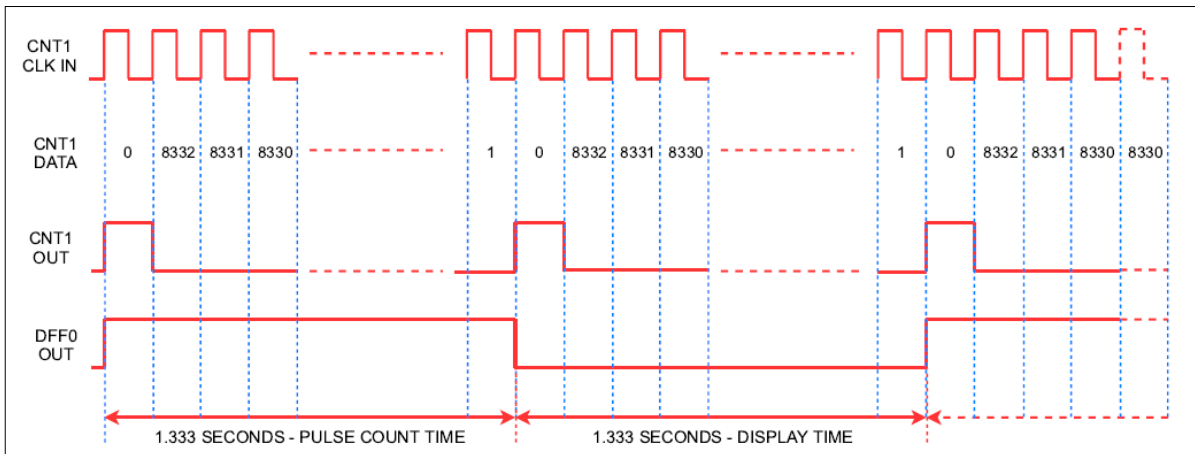 CNT1
CLK IN
CNT1
DATA
0 8332 8331 8330 1 0 8332 8331 8330 1 0 8332 8331 8330 8330
CNT1
OUT
DFF0
OUT
1.333 SECONDS - PULSE COUNT TIME 1.333 SECONDS - DISPLAY TIME